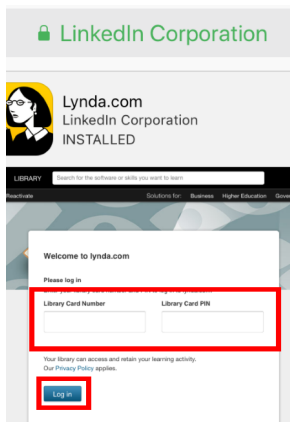 LinkedIn Corporation
Lynda.com
LinkedIn Corporation
INSTALLED
LIBRARY Search for the software or skills you want to learn
Reactivate Solutions for: Business Higher Education Gove
Welcome to lynda.com
Please log in
Library Card Number Library Card PIN
Your library can access and retain your learning activity.
Our Privacy Policy applies.
Log in